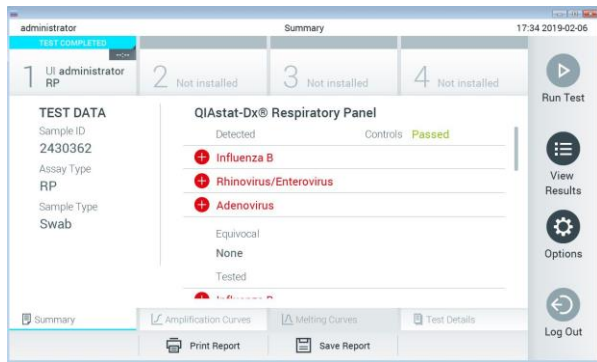 administrator Summary 17:34 2019-02-06
TEST COMPLETED
--:--
1 UI administrator RP
2 Not installed
3 Not installed
4 Not installed
TEST DATA
Sample ID
2430362
Assay Type
RP
Sample Type
Swab
QIAstat-Dx® Respiratory Panel
Detected Controls Passed
Influenza B
Rhinovirus/Enterovirus
Adenovirus
Equivocal
None
Tested
Influenza B
Summary
Amplification Curves
Melting Curves
Test Details
Print Report
Save Report
Run Test
View
Results
Options
Log Out